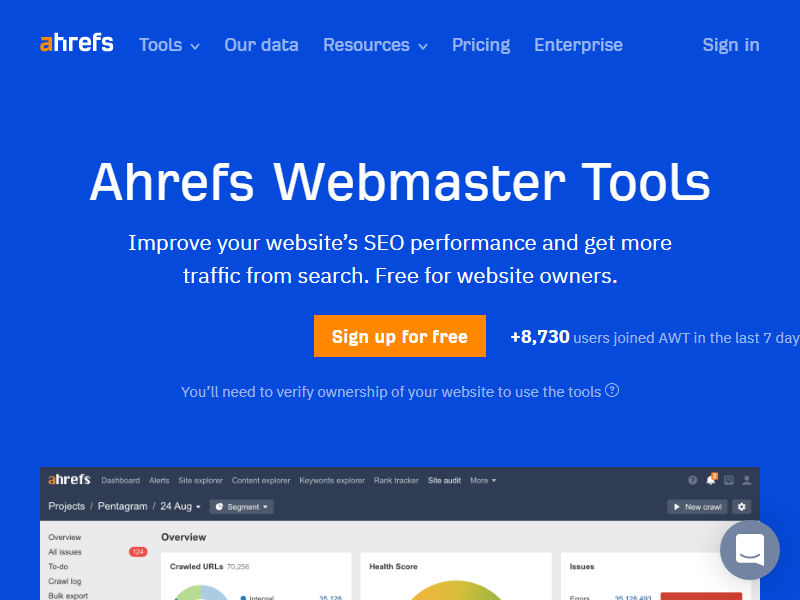 ahrefs Tools Our data Resources Pricing Enterprise Sign in
Ahrefs Webmaster Tools
Improve your website’s SEO performance and get more
traffic from search. Free for website owners.
Sign up for free +8,730 users joined AWT in the last 7 day
You’ll need to verify ownership of your website to use the tools ?
ahrefs Dashboard Alerts Site explorer Content explorer Keywords explorer Rank tracker Site audit More
Projects / Pentagram / 24 Aug Segment New crawl
Overview
All issues 124
To-do
Crawl log
Bulk export
Overview
Crawled URLs 70,256
Internal 35,128
Health Score
Issues
Errors 35,128,493